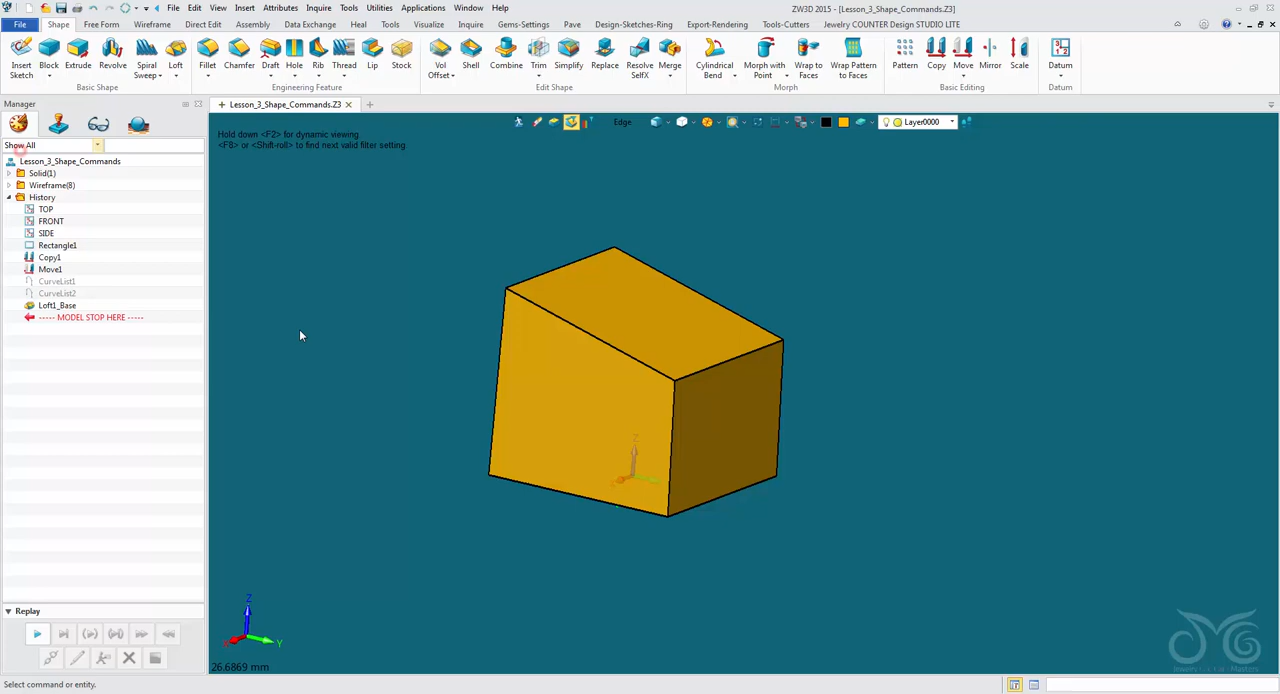 File Edit View Insert Attributes Inquire Tools Utilities Applications Window Help
ZW3D 2015 - [Lesson_3_Shape_Commands.Z3]
File Shape Free Form Wireframe Direct Edit Assembly Data Exchange Heal Tools Visualize Inquire Gems-Settings Pave Design-Sketches-Ring Export-Rendering Tools-Cutters Jewelry COUNTER Design STUDIO LITE
Insert Sketch Block Extrude Revolve Spiral Sweep Loft Fillet Chamfer Draft Hole Rib Thread Lip Stock Vol Offset Shell Combine Trim Simplify Replace Resolve SelfX Merge Cylindrical Bend Morph with Point Wrap to Faces Wrap Pattern to Faces Pattern Copy Move Mirror Scale Datum
Basic Shape Engineering Feature Edit Shape Morph Basic Editing Datum
Manager
Lesson_3_Shape_Commands.Z3
Hold down <F2> for dynamic viewing.
<F8> or <Shift-roll> to find next valid filter setting.
Edge
Layer0000
Show All
Lesson_3_Shape_Commands
Solid(1)
Wireframe(8)
History
TOP
FRONT
SIDE
Rectangle1
Copy1
Move1
CurveList1
CurveList2
Loft1_Base
----- MODEL STOP HERE -----
Z
Replay
Z
Y
26.6869 mm
Select command or entity.